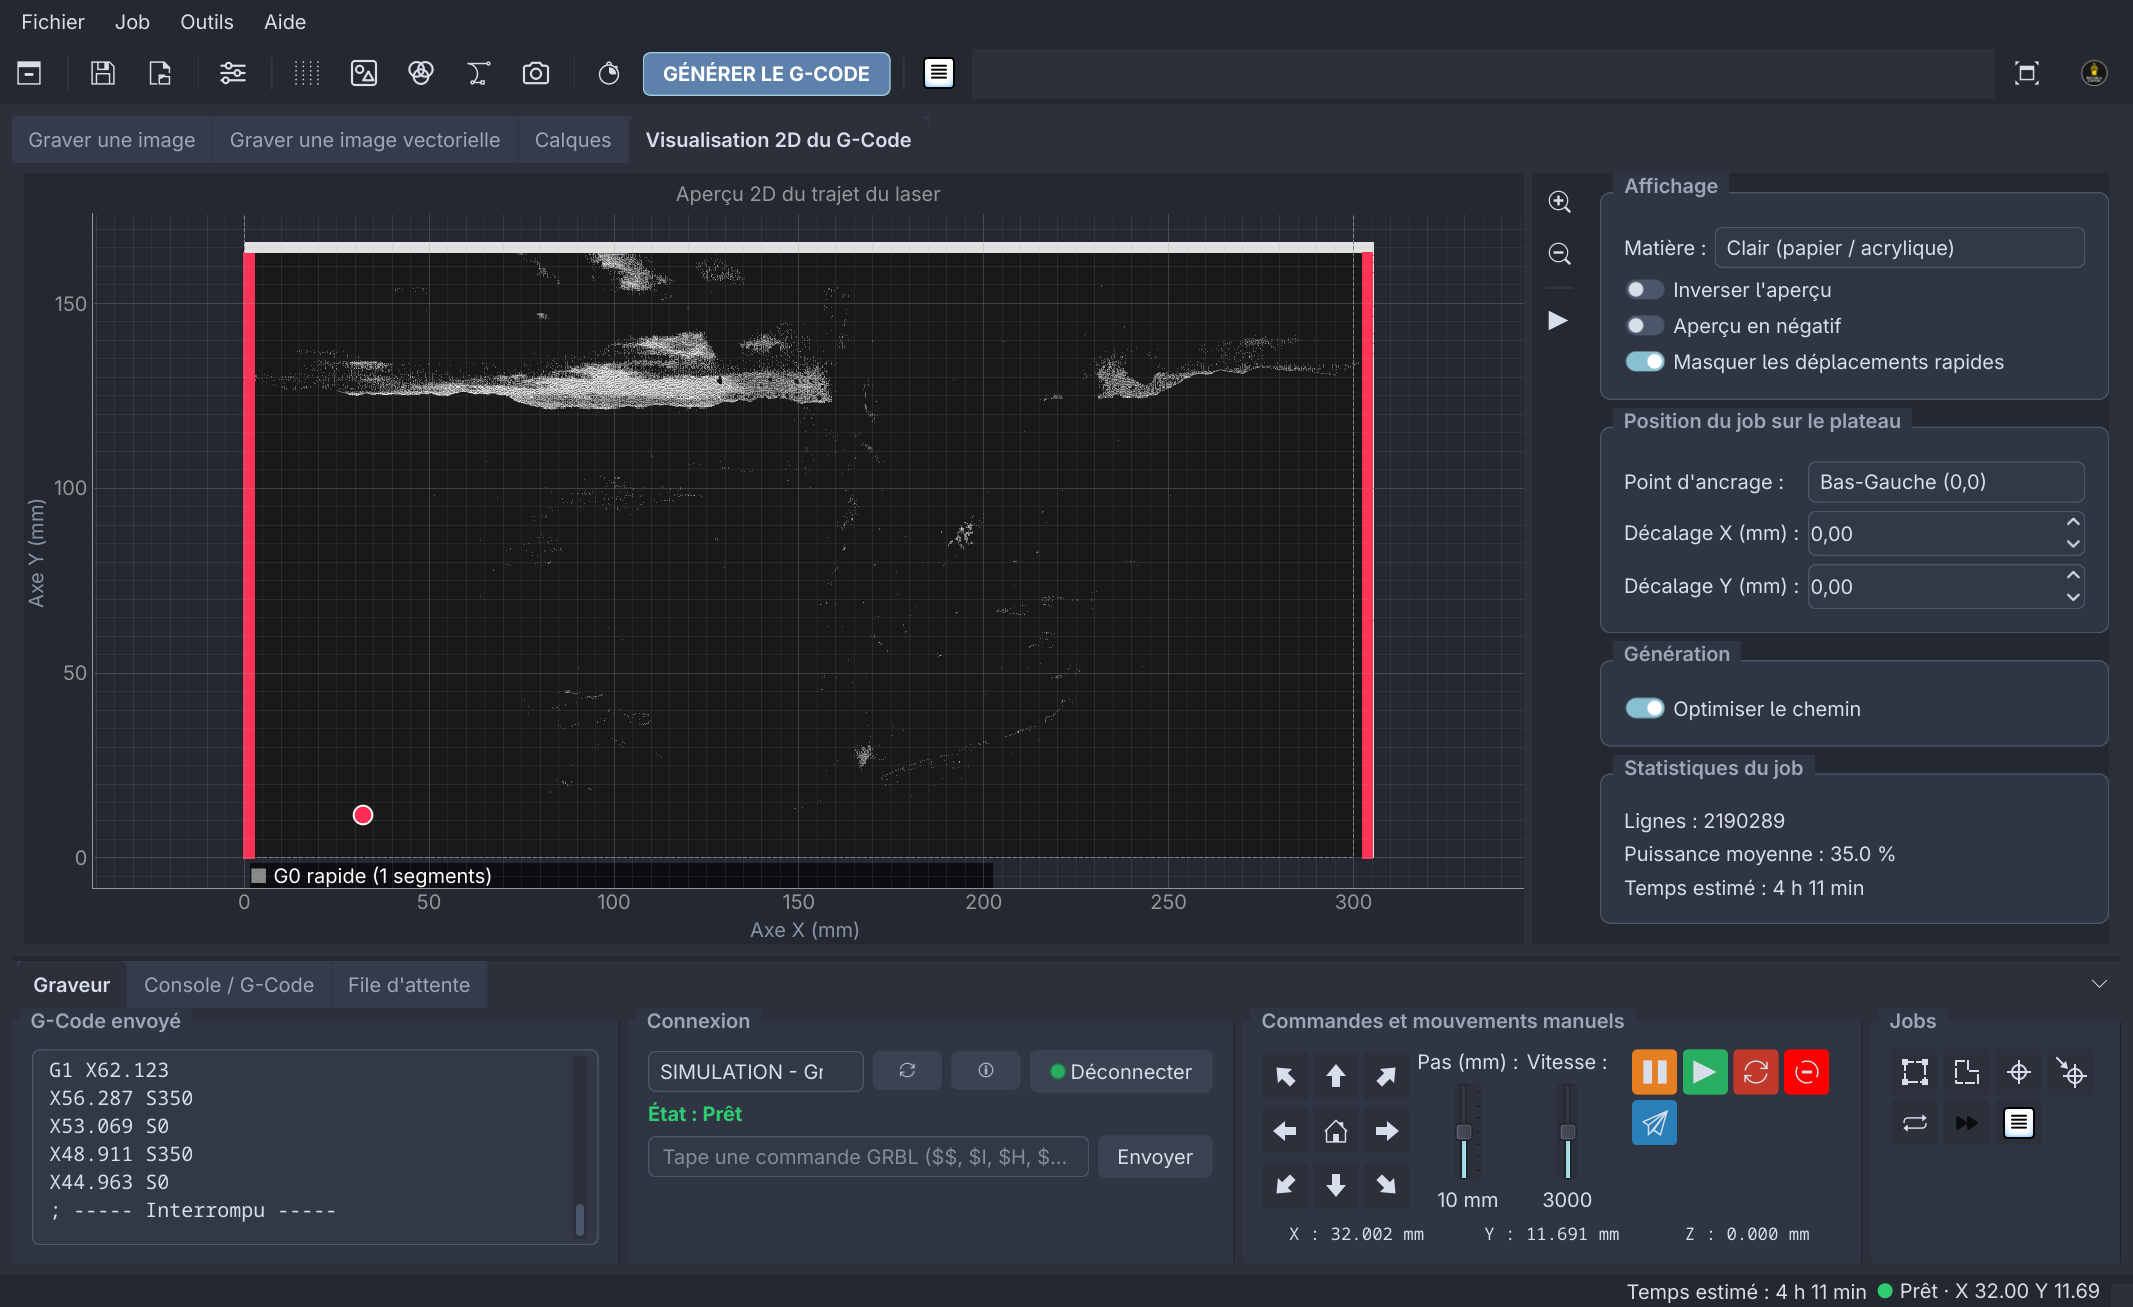 Fichier Job Outils Aide
GÉNÉRER LE G-CODE
Graver une image Graver une image vectorielle Calques Visualisation 2D du G-Code
Aperçu 2D du trajet du laser
150
100
50
0
Axe Y (mm)
G0 rapide (1 segments)
0 50 100 150 200 250 300
Axe X (mm)
Affichage
Matière : Clair (papier / acrylique)
Inverser l'aperçu
Aperçu en négatif
Masquer les déplacements rapides
Position du job sur le plateau
Point d'ancrage : Bas-Gauche (0,0)
Décalage X (mm) : 0,00
Décalage Y (mm) : 0,00
Génération
Optimiser le chemin
Statistiques du job
Lignes : 2190289
Puissance moyenne : 35.0 %
Temps estimé : 4 h 11 min
Graveur Console / G-Code File d'attente
G-Code envoyé
G1 X62.123
X56.287 S350
X53.069 S0
X48.911 S350
X44.963 S0
; ----- Interrompu -----
Connexion
SIMULATION - Gr
Déconnecter
État : Prêt
Tape une commande GRBL ($$, $I, $H, $...
Envoyer
Commandes et mouvements manuels
Pas (mm) : Vitesse :
10 mm 3000
X : 32.002 mm Y : 11.691 mm Z : 0.000 mm
Jobs
Temps estimé : 4 h 11 min Prêt · X 32.00 Y 11.69